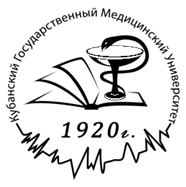 Кубанский Государственный Медицинский Университет
1920г.